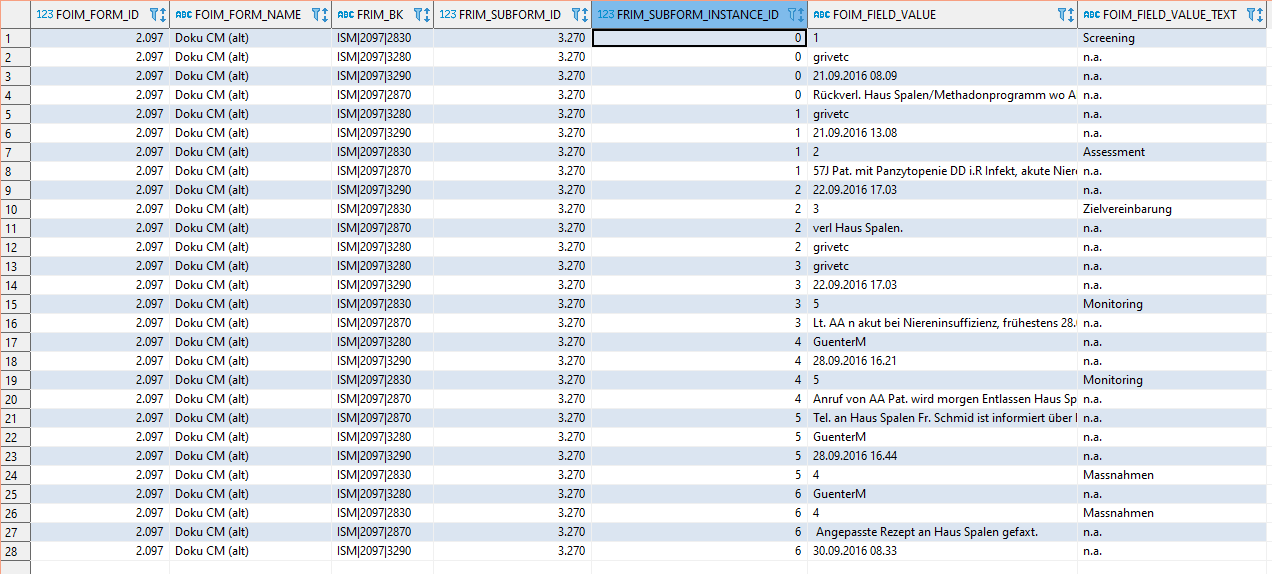 123 FOIM_FORM_ID ABC FOIM_FORM_NAME ABC FRIM_BK 123 FRIM_SUBFORM_ID 123 FRIM_SUBFORM_INSTANCE_ID ABC FOIM_FIELD_VALUE ABC FOIM_FIELD_VALUE_TEXT
1 2.097 Doku CM (alt) ISM|2097|2830 3.270 0 1 Screening
2 2.097 Doku CM (alt) ISM|2097|3280 3.270 0 grivetc n.a.
3 2.097 Doku CM (alt) ISM|2097|3290 3.270 0 21.09.2016 08.09 n.a.
4 2.097 Doku CM (alt) ISM|2097|2870 3.270 0 Rückverl. Haus Spalen/Methadonprogramm wo A n.a.
5 2.097 Doku CM (alt) ISM|2097|3280 3.270 1 grivetc n.a.
6 2.097 Doku CM (alt) ISM|2097|3290 3.270 1 21.09.2016 13.08 n.a.
7 2.097 Doku CM (alt) ISM|2097|2830 3.270 1 2 Assessment
8 2.097 Doku CM (alt) ISM|2097|2870 3.270 1 57J Pat. mit Panzytopenie DD i.R Infekt, akute Nier n.a.
9 2.097 Doku CM (alt) ISM|2097|3290 3.270 2 22.09.2016 17.03 n.a.
10 2.097 Doku CM (alt) ISM|2097|2830 3.270 2 3 Zielvereinbarung
11 2.097 Doku CM (alt) ISM|2097|2870 3.270 2 verl Haus Spalen. n.a.
12 2.097 Doku CM (alt) ISM|2097|3280 3.270 2 grivetc n.a.
13 2.097 Doku CM (alt) ISM|2097|3280 3.270 3 grivetc n.a.
14 2.097 Doku CM (alt) ISM|2097|3290 3.270 3 22.09.2016 17.03 n.a.
15 2.097 Doku CM (alt) ISM|2097|2830 3.270 3 5 Monitoring
16 2.097 Doku CM (alt) ISM|2097|2870 3.270 3 Lt. AA n akut bei Niereninsuffizienz, frühestens 28. n.a.
17 2.097 Doku CM (alt) ISM|2097|3280 3.270 4 GuenterM n.a.
18 2.097 Doku CM (alt) ISM|2097|3290 3.270 4 28.09.2016 16.21 n.a.
19 2.097 Doku CM (alt) ISM|2097|2830 3.270 4 5 Monitoring
20 2.097 Doku CM (alt) ISM|2097|2870 3.270 4 Anruf von AA Pat. wird morgen Entlassen Haus Sp n.a.
21 2.097 Doku CM (alt) ISM|2097|2870 3.270 5 Tel. an Haus Spalen Fr. Schmid ist informiert über n.a.
22 2.097 Doku CM (alt) ISM|2097|3280 3.270 5 GuenterM n.a.
23 2.097 Doku CM (alt) ISM|2097|3290 3.270 5 28.09.2016 16.44 n.a.
24 2.097 Doku CM (alt) ISM|2097|2830 3.270 5 4 Massnahmen
25 2.097 Doku CM (alt) ISM|2097|3280 3.270 6 GuenterM n.a.
26 2.097 Doku CM (alt) ISM|2097|2830 3.270 6 4 Massnahmen
27 2.097 Doku CM (alt) ISM|2097|2870 3.270 6 Angepasste Rezept an Haus Spalen gefaxt. n.a.
28 2.097 Doku CM (alt) ISM|2097|3290 3.270 6 30.09.2016 08.33 n.a.